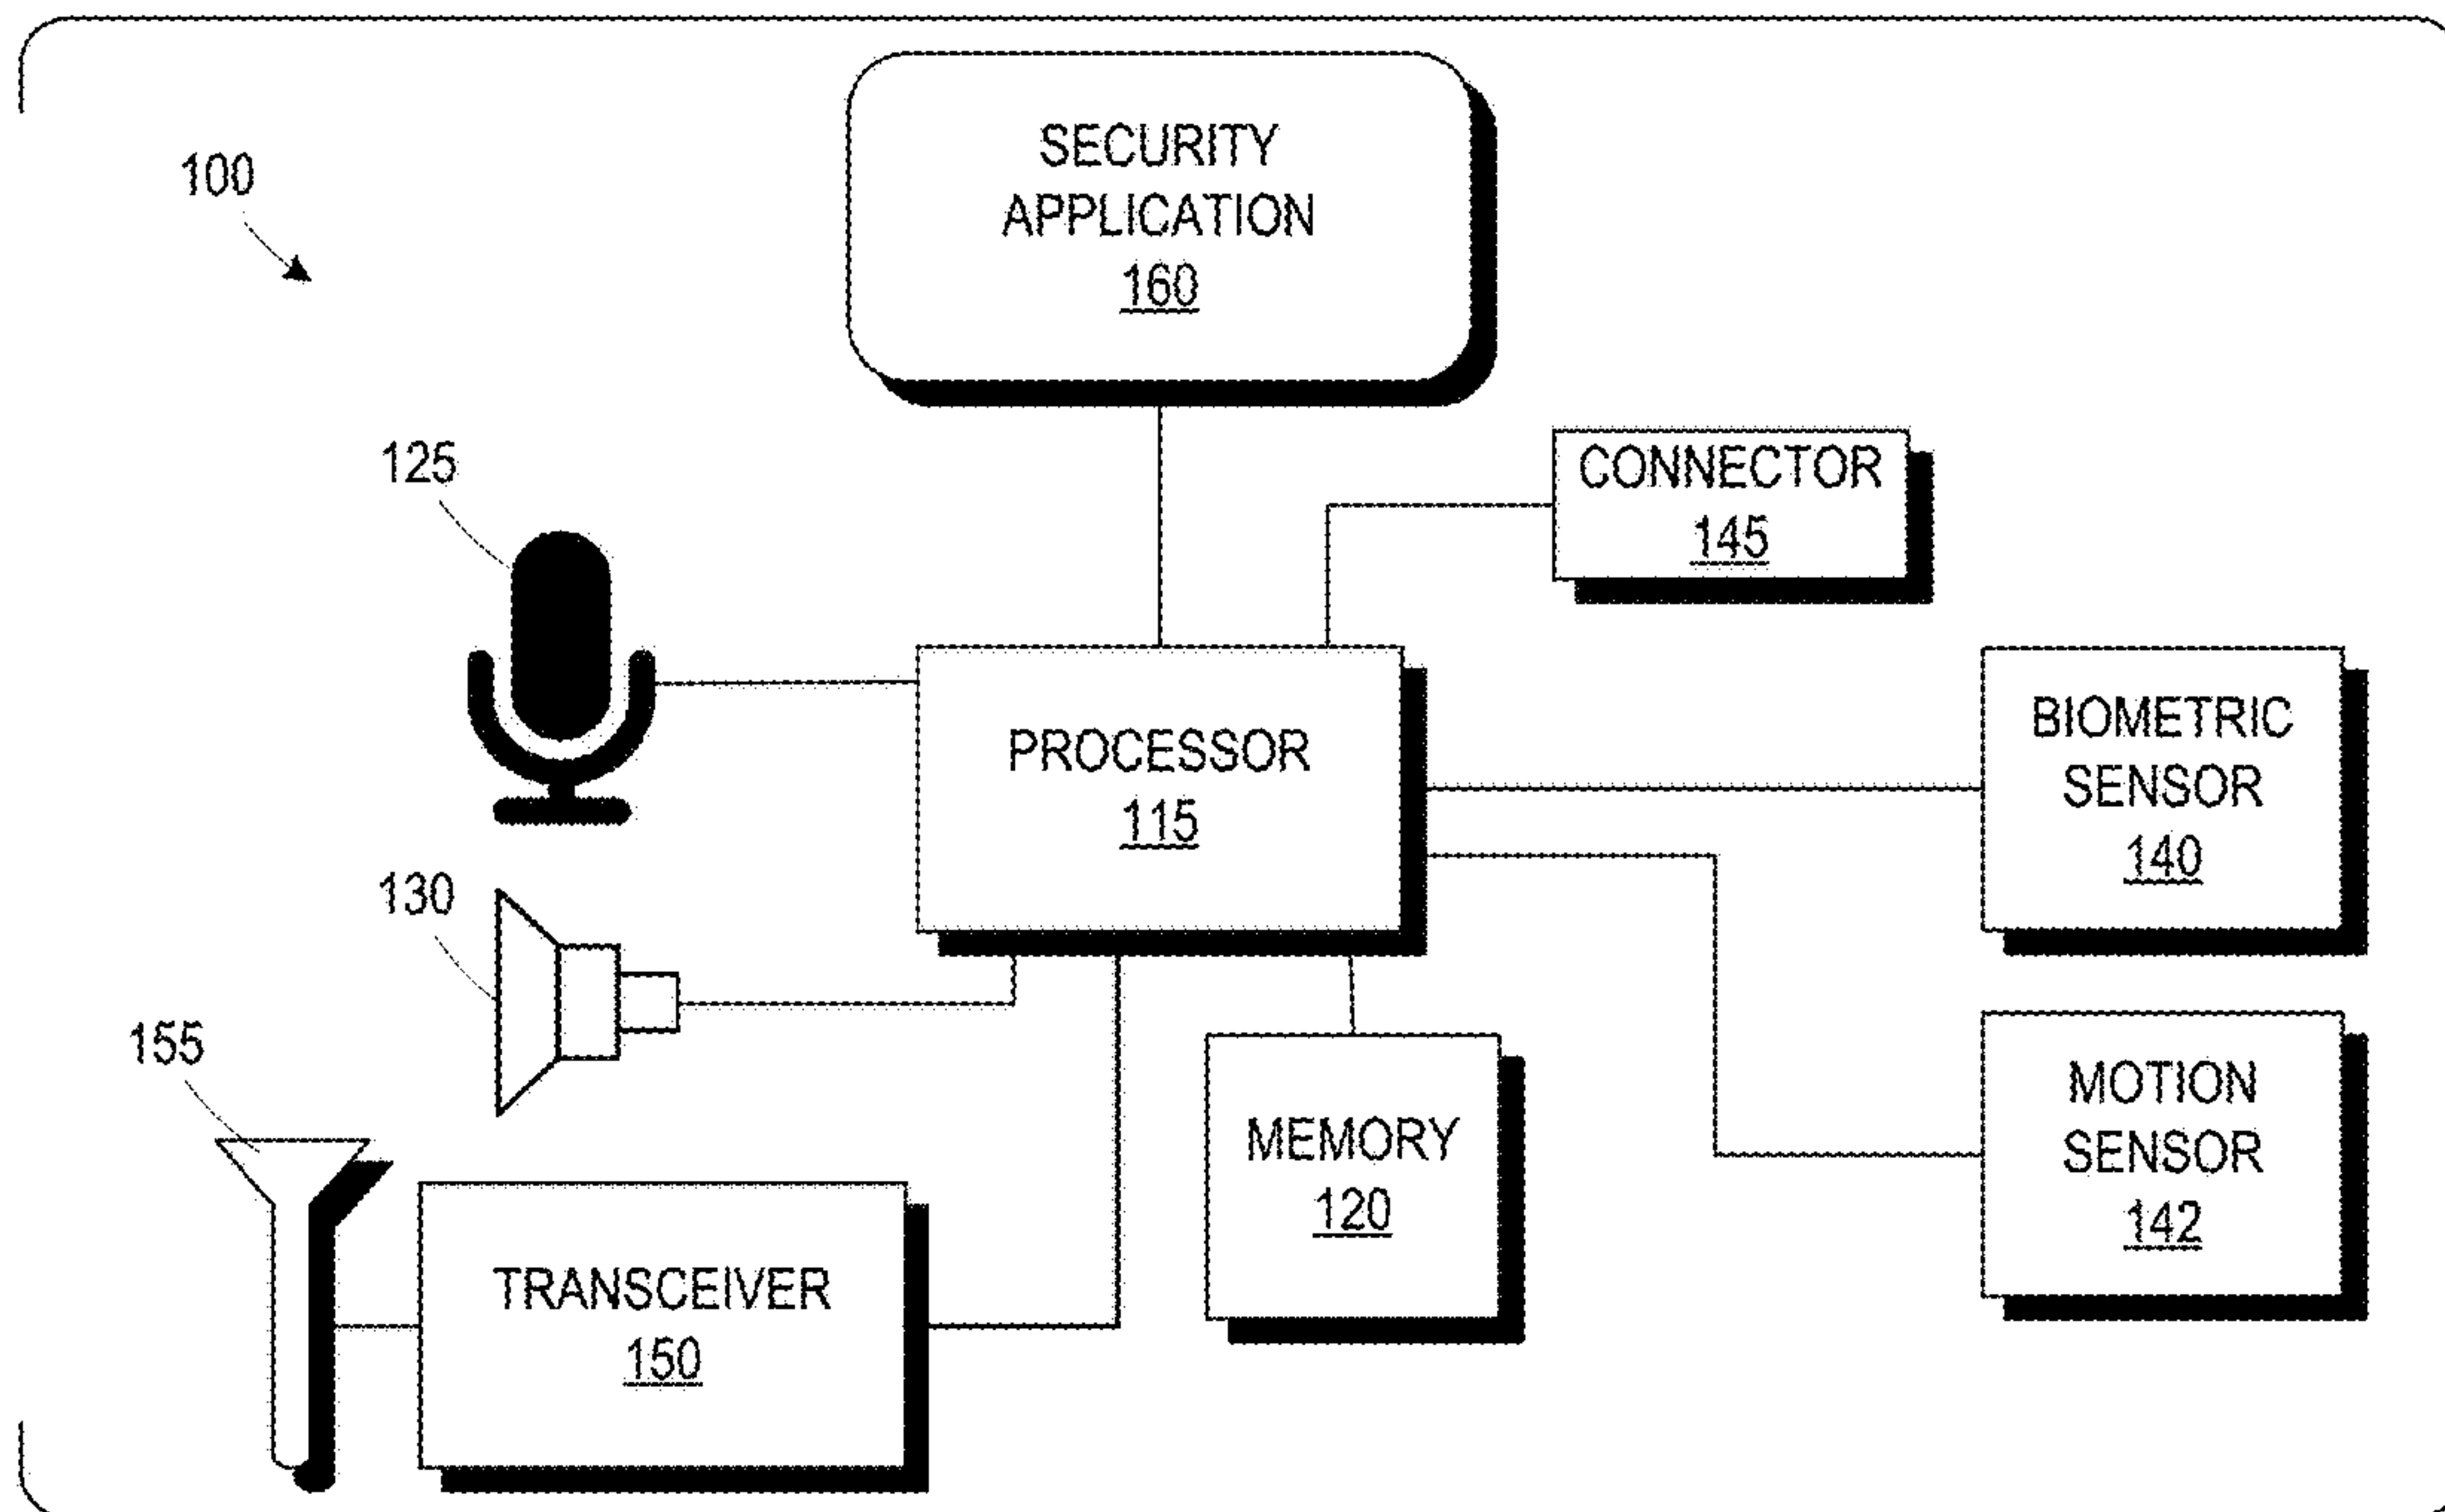 100
SECURITY
APPLICATION
160
125
CONNECTOR
145
PROCESSOR
115
BIOMETRIC
SENSOR
140
130
155
MEMORY
120
MOTION
SENSOR
142
TRANSCEIVER
150